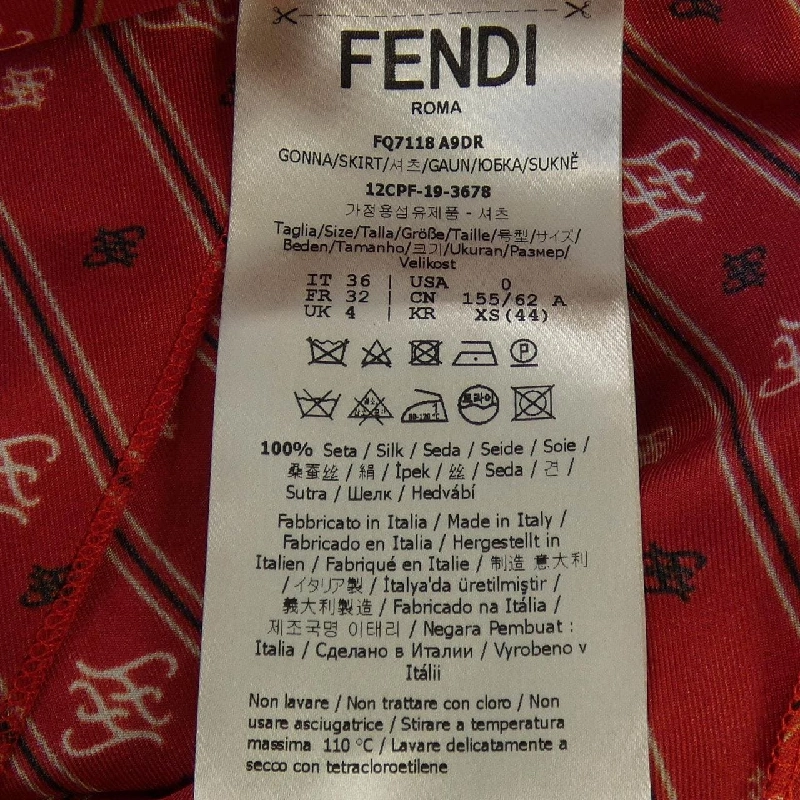 FENDI
ROMA
FQ7118 A9DR
GONNA/SKIRT/셔츠/GAUN/ЮБКА/SUKNĚ
12CPF-19-3678
가정용섬유제품 - 셔츠
Taglia/Size/Talla/Größe/Taille/号型/サイズ/
Beden/Tamanho/크기/Ukuran/Размер/
Velikost
IT 36 | USA 0
FR 32 | CN 155/62 A
UK 4 | KR XS(44)
P
드라이
80-120°C
100% Seta / Silk / Seda / Seide / Soie /
桑蚕丝 / 絹 / İpek / 丝 / Seda / 견 /
Sutra / Шелк / Hedvábí
Fabbricato in Italia / Made in Italy /
Fabricado en Italia / Hergestellt in
Italien / Fabriqué en Italie / 制造 意大利
/ イタリア製 / İtalya'da üretilmiştir /
義大利製造 / Fabricado na Itália /
제조국명 이태리 / Negara Pembuat :
Italia / Сделано в Италии / Vyrobeno v
Itálii
Non lavare / Non trattare con cloro / Non
usare asciugatrice / Stirare a temperatura
massima 110 °C / Lavare delicatamente a
secco con tetracloroetilene